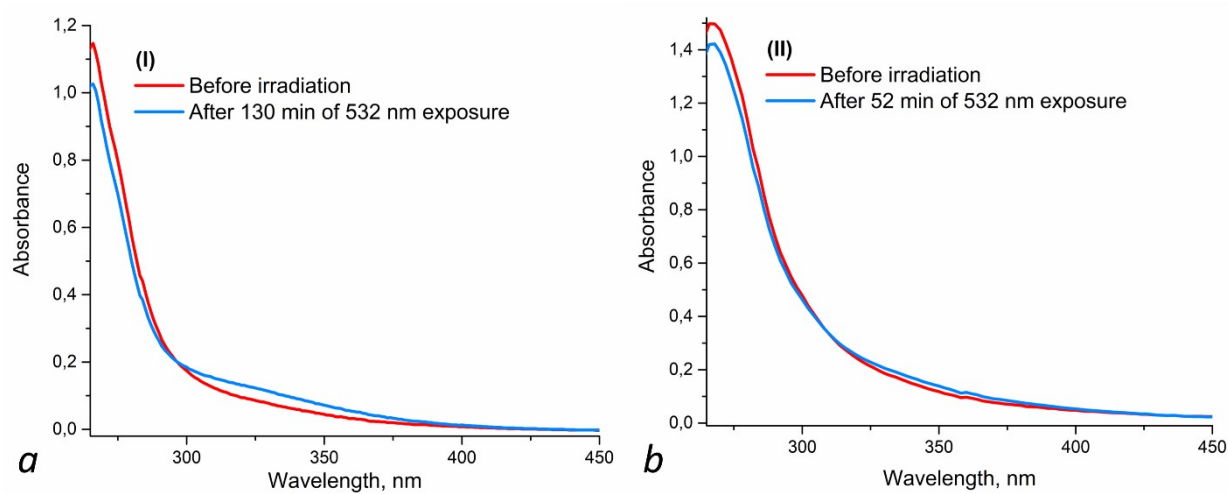 1,2
1,0
0,8
0,6
0,4
0,2
0,0
Absorbance
(I)
Before irradiation
After 130 min of 532 nm exposure
300 350 400 450
Wavelength, nm
a
1,4
1,2
1,0
0,8
0,6
0,4
0,2
0,0
Absorbance
(II)
Before irradiation
After 52 min of 532 nm exposure
300 350 400 450
Wavelength, nm
b